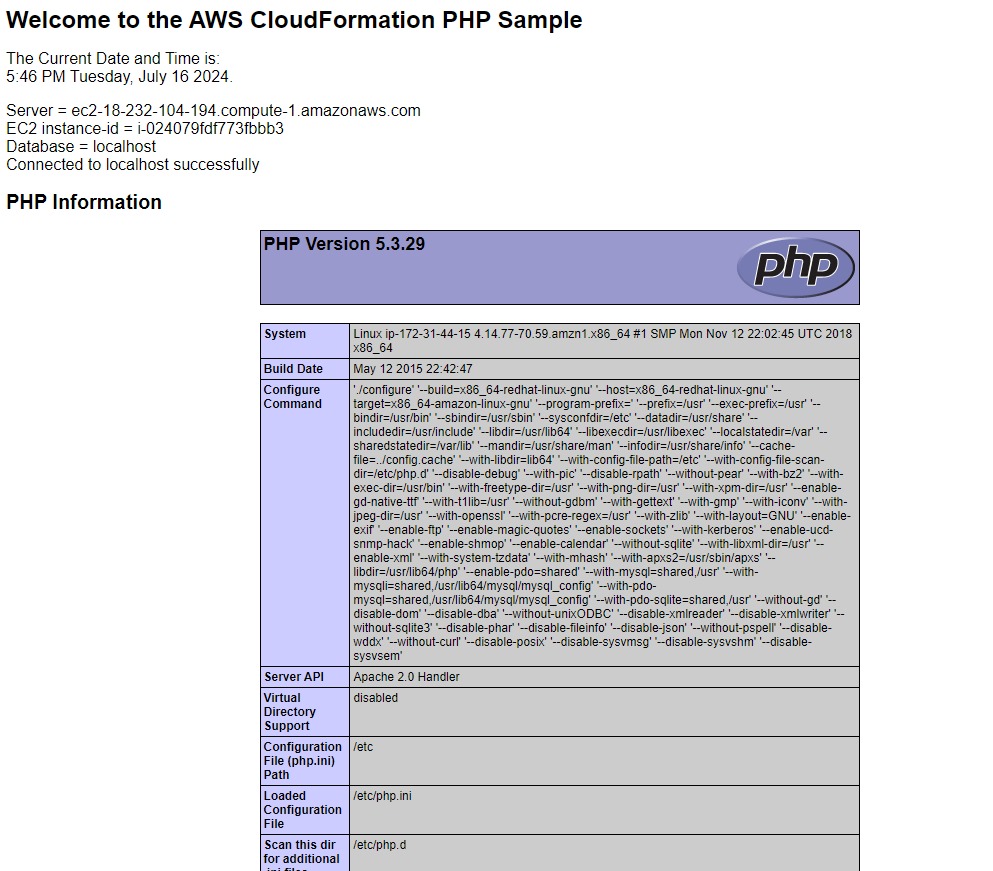 Welcome to the AWS CloudFormation PHP Sample
The Current Date and Time is:
5:46 PM Tuesday, July 16 2024.
Server = ec2-18-232-104-194.compute-1.amazonaws.com
EC2 instance-id = i-024079fdf773fbbb3
Database = localhost
Connected to localhost successfully
PHP Information
PHP Version 5.3.29
php
System
Linux ip-172-31-44-15 4.14.77-70.59.amzn1.x86_64 #1 SMP Mon Nov 12 22:02:45 UTC 2018
x86_64
Build Date
May 12 2015 22:42:47
Configure
Command
'./configure' '--build=x86_64-redhat-linux-gnu' '--host=x86_64-redhat-linux-gnu' '--
target=x86_64-amazon-linux-gnu' '--program-prefix=' '--prefix=/usr' '--exec-prefix=/usr' '--
bindir=/usr/bin' '--sbindir=/usr/sbin' '--sysconfdir=/etc' '--datadir=/usr/share' '--
includedir=/usr/include' '--libdir=/usr/lib64' '--libexecdir=/usr/libexec' '--localstatedir=/var' '--
sharedstatedir=/var/lib' '--mandir=/usr/share/man' '--infodir=/usr/share/info' '--cache-
file=../config.cache' '--with-libdir=lib64' '--with-config-file-path=/etc' '--with-config-file-scan-
dir=/etc/php.d' '--disable-debug' '--with-pic' '--disable-rpath' '--without-pear' '--with-bz2' '--with-
exec-dir=/usr/bin' '--with-freetype-dir=/usr' '--with-png-dir=/usr' '--with-xpm-dir=/usr' '--enable-
gd-native-ttf' '--with-t1lib=/usr' '--without-gdbm' '--with-gettext' '--with-gmp' '--with-iconv' '--with-
jpeg-dir=/usr' '--with-openssl' '--with-pcre-regex=/usr' '--with-zlib' '--with-layout=GNU' '--enable-
exif' '--enable-ftp' '--enable-magic-quotes' '--enable-sockets' '--with-kerberos' '--enable-ucd-
snmp-hack' '--enable-shmop' '--enable-calendar' '--without-sqlite' '--with-libxml-dir=/usr' '--
enable-xml' '--with-system-tzdata' '--with-mhash' '--with-apxs2=/usr/sbin/apxs' '--
libdir=/usr/lib64/php' '--enable-pdo=shared' '--with-mysql=shared,/usr' '--with-
mysqli=shared,/usr/lib64/mysql/mysql_config' '--with-pdo-
mysql=shared,/usr/lib64/mysql/mysql_config' '--with-pdo-sqlite=shared,/usr' '--without-gd' '--
disable-dom' '--disable-dba' '--without-unixODBC' '--disable-xmlreader' '--disable-xmlwriter' '--
without-sqlite3' '--disable-phar' '--disable-fileinfo' '--disable-json' '--without-pspell' '--disable-
wddx' '--without-curl' '--disable-posix' '--disable-sysvmsg' '--disable-sysvshm' '--disable-
sysvsem'
Server API
Apache 2.0 Handler
Virtual
Directory
Support
disabled
Configuration
File (php.ini)
Path
/etc
Loaded
Configuration
File
/etc/php.ini
Scan this dir
for additional
/etc/php.d